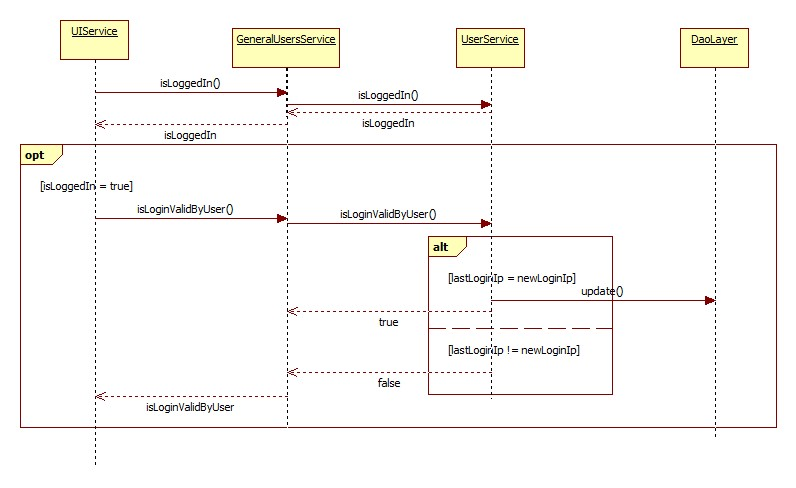 UIService
GeneralUsersService
UserService
DaoLayer
isLoggedIn()
isLoggedIn()
isLoggedIn
isLoggedIn
opt
[isLoggedIn = true]
isLoginValidByUser()
isLoginValidByUser()
alt
[lastLoginIp = newLoginIp]
update()
true
[lastLoginIp != newLoginIp]
false
isLoginValidByUser